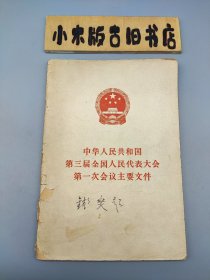 小木版古旧书店
中华人民共和国
第三届全国人民代表大会
第一次会议主要文件